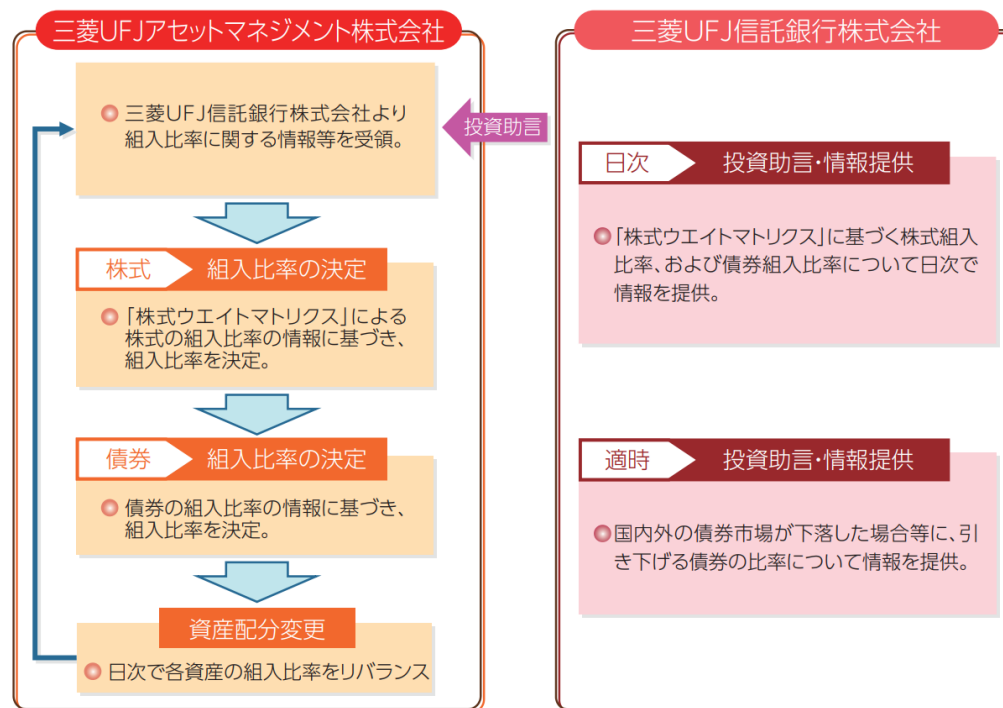 三菱UFJアセットマネジメント株式会社
三菱UFJ信託銀行株式会社より
組入比率に関する情報等を受領。
株式
組入比率の決定
「株式ウエイトマトリクス」による
株式の組入比率の情報に基づき、
組入比率を決定。
債券
組入比率の決定
債券の組入比率の情報に基づき、
組入比率を決定。
資産配分変更
日次で各資産の組入比率をリバランス
投資助言
三菱UFJ信託銀行株式会社
日次
投資助言・情報提供
「株式ウエイトマトリクス」に基づく株式組入
比率、および債券組入比率について日次で
情報を提供。
適時
投資助言・情報提供
国内外の債券市場が下落した場合等に、引
き下げる債券の比率について情報を提供。